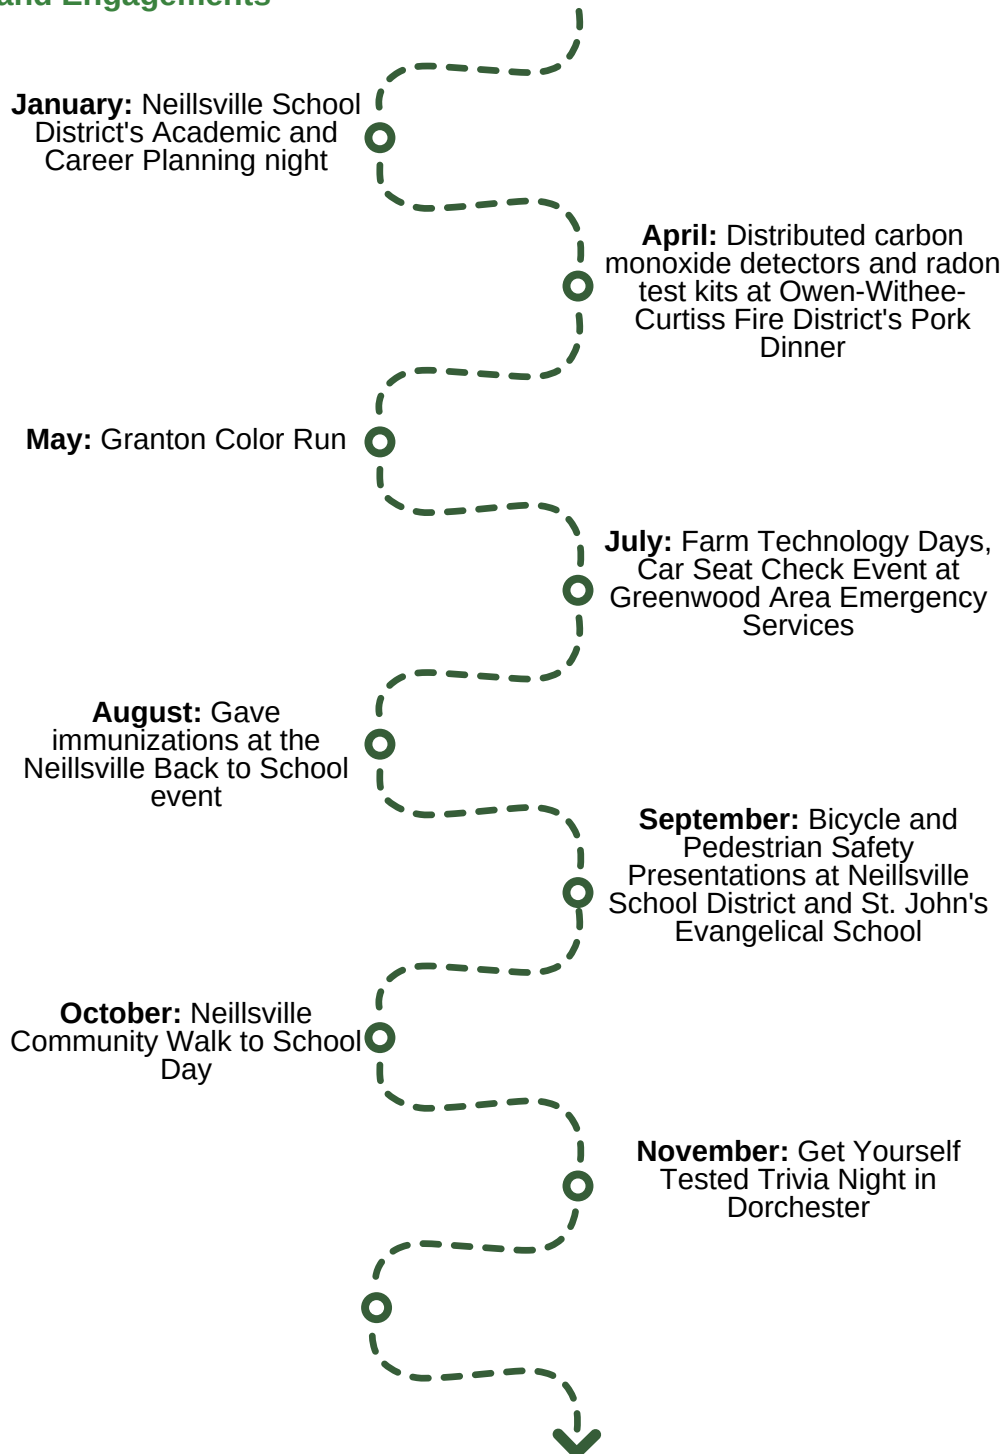 and Engagements
January: Neillsville School
District's Academic and
Career Planning night
April: Distributed carbon
monoxide detectors and radon
test kits at Owen-Withee-
Curtiss Fire District's Pork
Dinner
May: Granton Color Run
July: Farm Technology Days,
Car Seat Check Event at
Greenwood Area Emergency
Services
August: Gave
immunizations at the
Neillsville Back to School
event
September: Bicycle and
Pedestrian Safety
Presentations at Neillsville
School District and St. John's
Evangelical School
October: Neillsville
Community Walk to School
Day
November: Get Yourself
Tested Trivia Night in
Dorchester